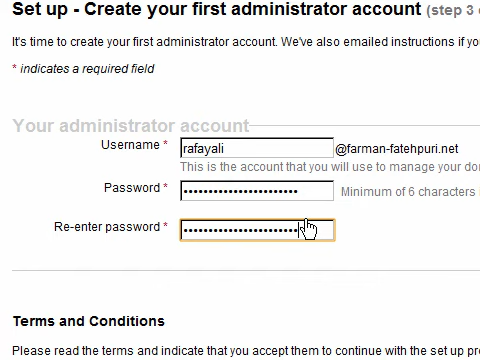 Set up - Create your first administrator account (step 3
It's time to create your first administrator account. We've also emailed instructions if yo
* indicates a required field
Your administrator account
Username * rafayali @farman-fatehpuri.net
This is the account that you will use to manage your do
Password * •••••••••••••••••••••••• Minimum of 6 characters
Re-enter password * ••••••••••••••••••••••••
Terms and Conditions
Please read the terms and indicate that you accept them to continue with the set up pr